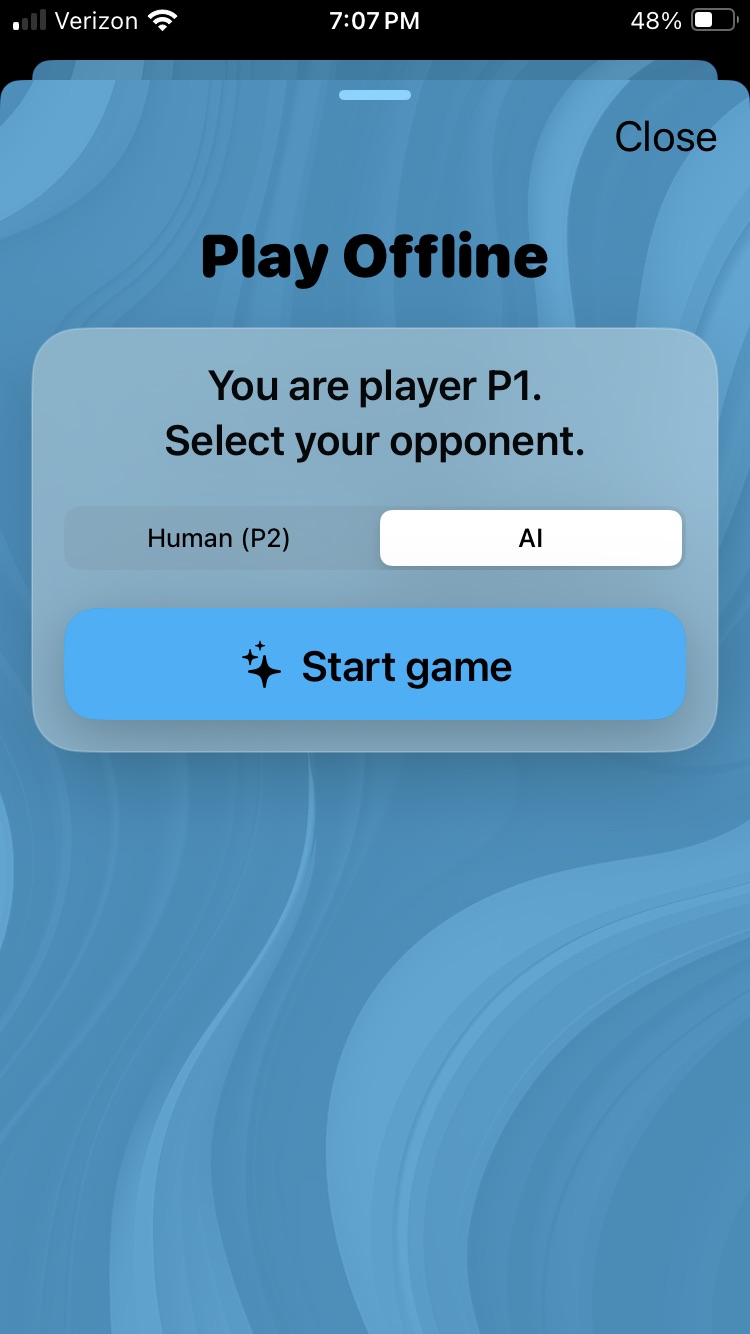 Verizon 7:07 PM 48%
Close
Play Offline
You are player P1.
Select your opponent.
Human (P2) AI
Start game